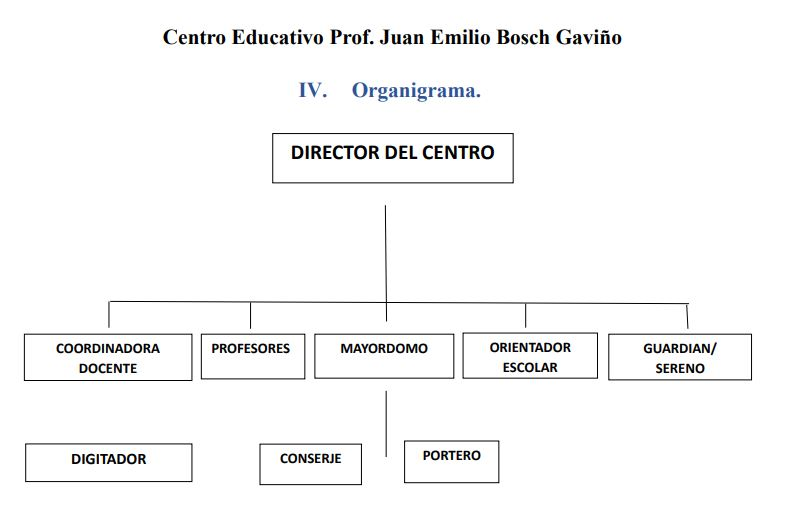 Centro Educativo Prof. Juan Emilio Bosch Gaviño
IV. Organigrama.
DIRECTOR DEL CENTRO
COORDINADORA
DOCENTE
PROFESORES
MAYORDOMO
ORIENTADOR
ESCOLAR
GUARDIAN/
SERENO
DIGITADOR
CONSERJE
PORTERO